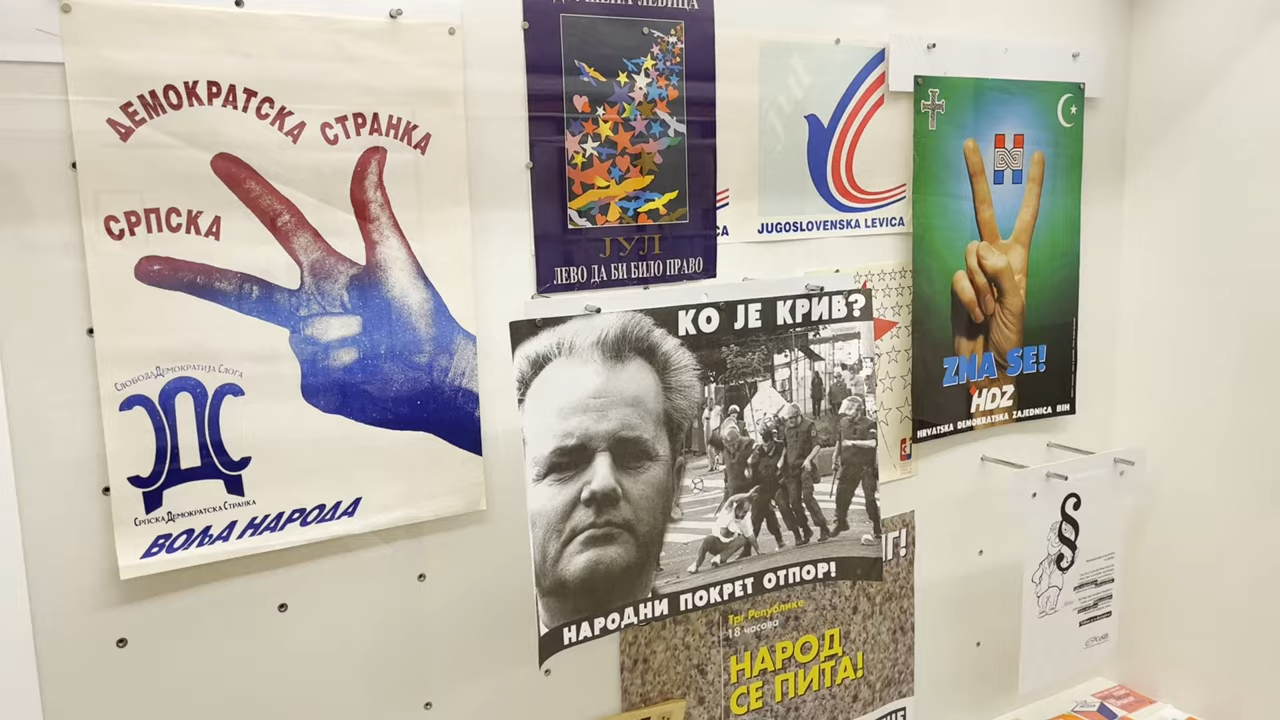 ДЕМОКРАТСКА СТРАНКА
СРПСКА
СЛОБОДА ДЕМОКРАТИЈА СЛОГА
СДС
СРПСКА ДЕМОКРАТСКА СТРАНКА
ВОЉА НАРОДА
ЛЕВИЦА
ЈУЛ
ЛЕВО ДА БИ БИЛО ПРАВО
CA
JUGOSLOVENSKA LEVICA
ZNA SE!
HDZ
HRVATSKA DEMOKRATSKA ZAJEDNICA BIH
КО ЈЕ КРИВ?
НАРОДНИ ПОКРЕТ ОТПОР!
Трг Републике
18 часова
НАРОД
СЕ ПИТА!
§